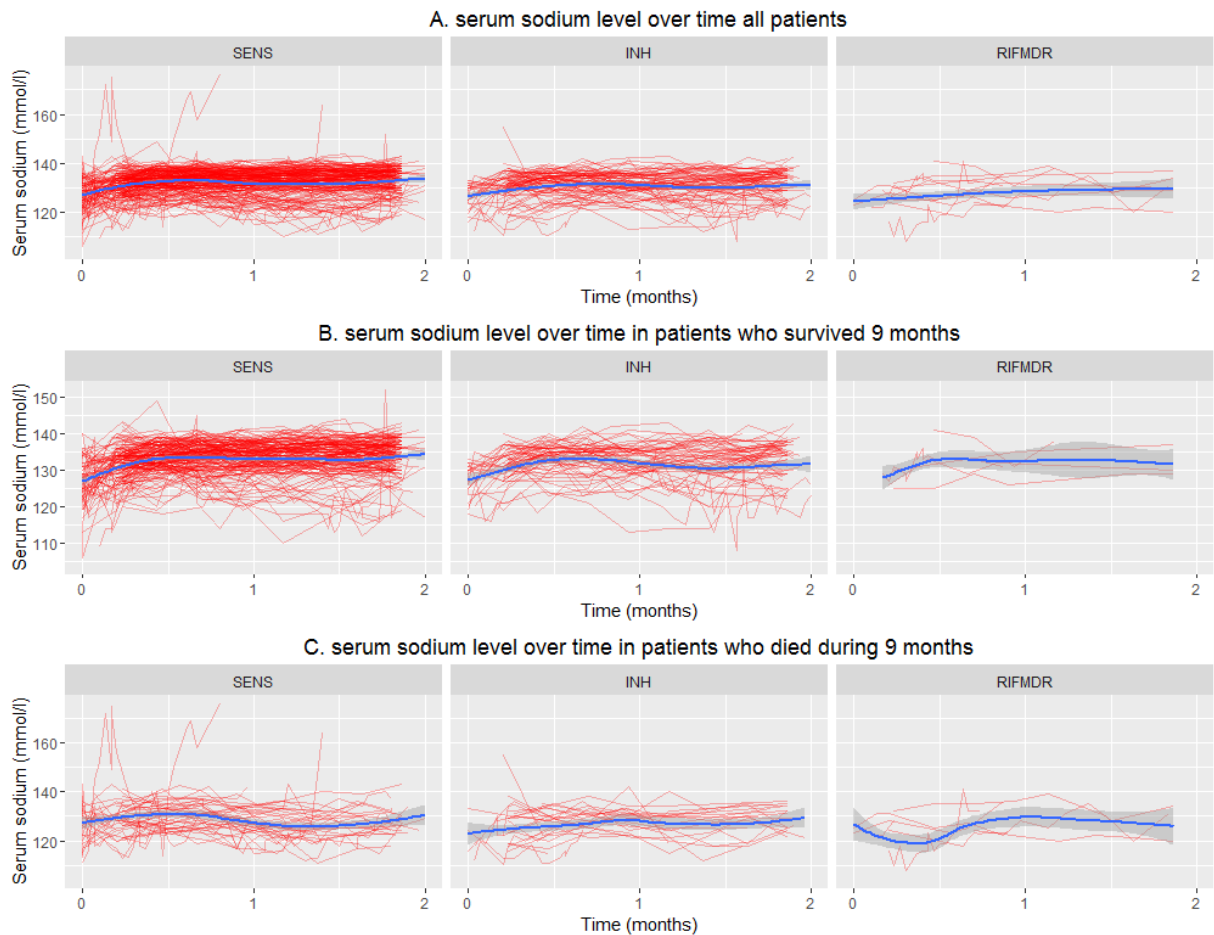 A. serum sodium level over time all patients
SENS INH RIFMDR
Serum sodium (mmol/l)
160
140
120
0 1 2 0 1 2 0 1 2
Time (months)
B. serum sodium level over time in patients who survived 9 months
SENS INH RIFMDR
Serum sodium (mmol/l)
150
140
130
120
110
0 1 2 0 1 2 0 1 2
Time (months)
C. serum sodium level over time in patients who died during 9 months
SENS INH RIFMDR
Serum sodium (mmol/l)
160
140
120
0 1 2 0 1 2 0 1 2
Time (months)